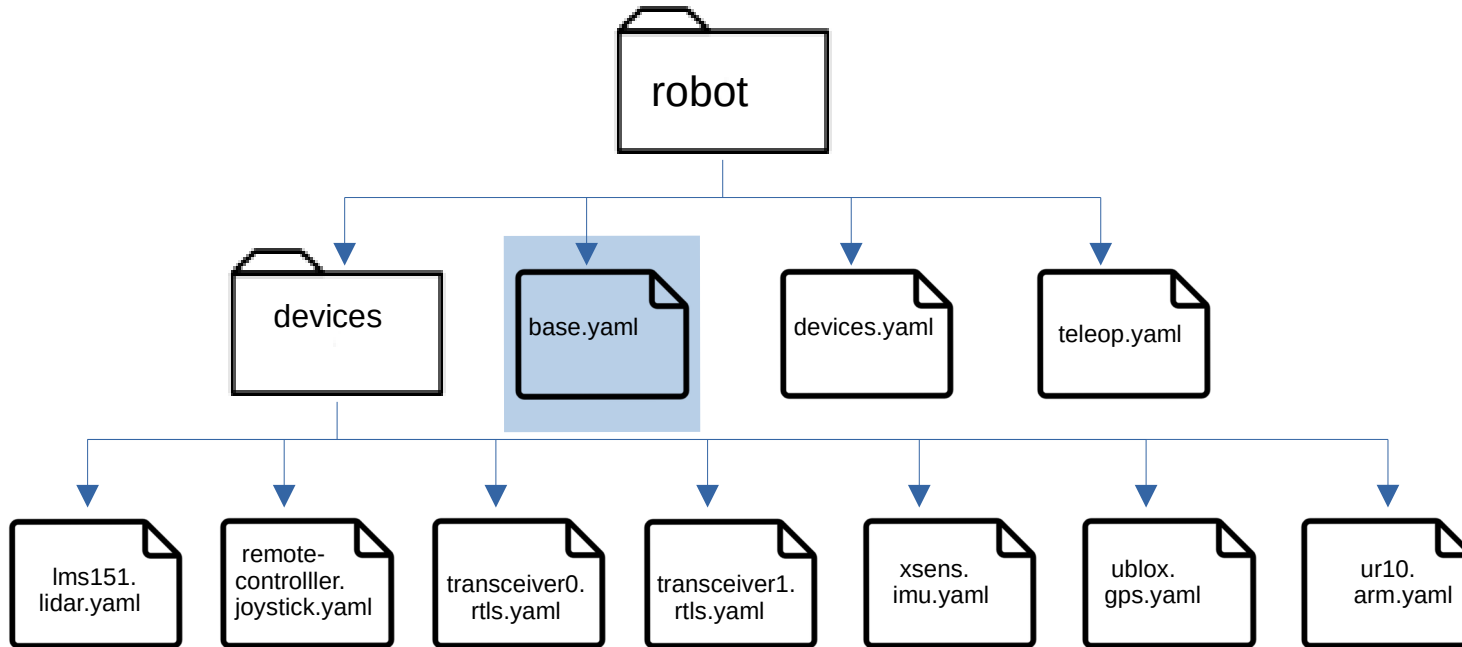 robot
devices
base.yaml
devices.yaml
teleop.yaml
lms151.
lidar.yaml
remote-
controlller.
joystick.yaml
transceiver0.
rtls.yaml
transceiver1.
rtls.yaml
xsens.
imu.yaml
ublox.
gps.yaml
ur10.
arm.yaml